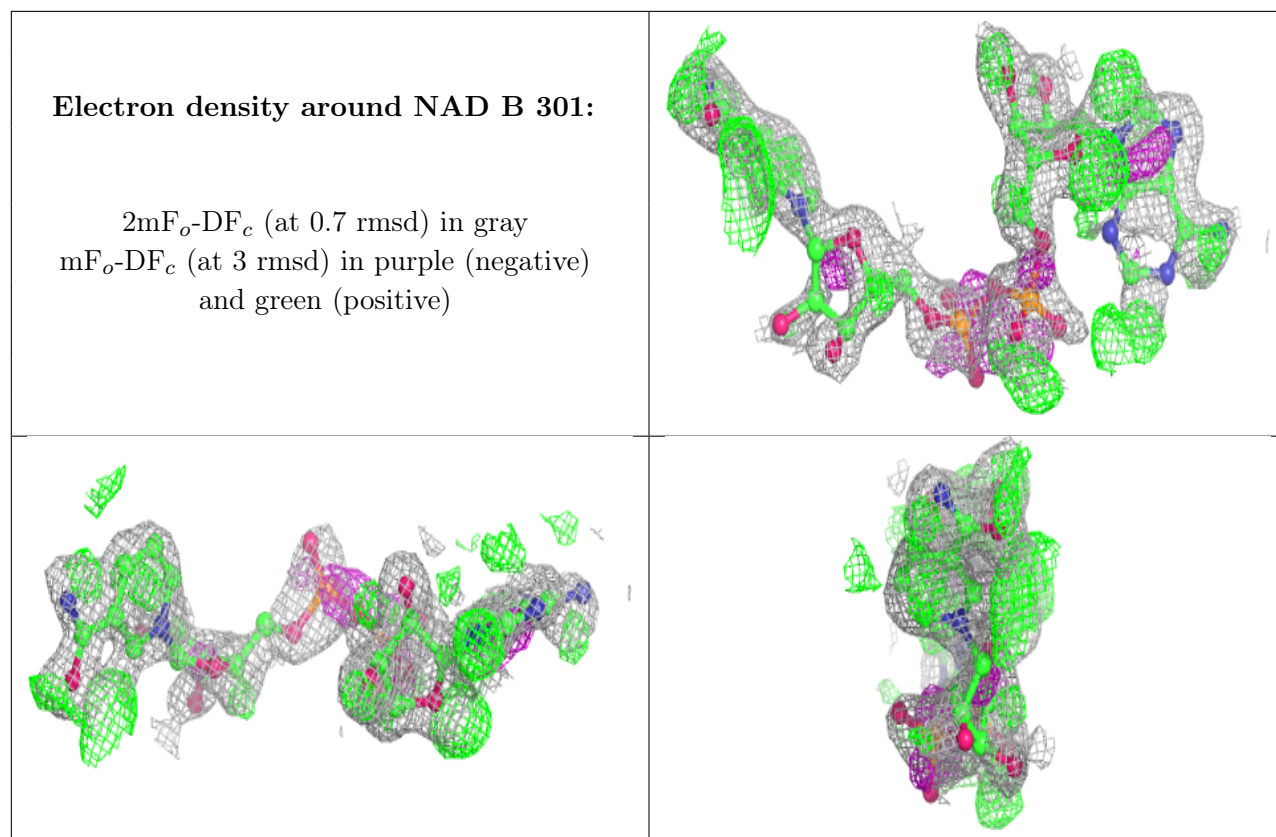 Electron density around NAD B 301:
2mFo-DFc (at 0.7 rmsd) in gray
mFo-DFc (at 3 rmsd) in purple (negative)
and green (positive)